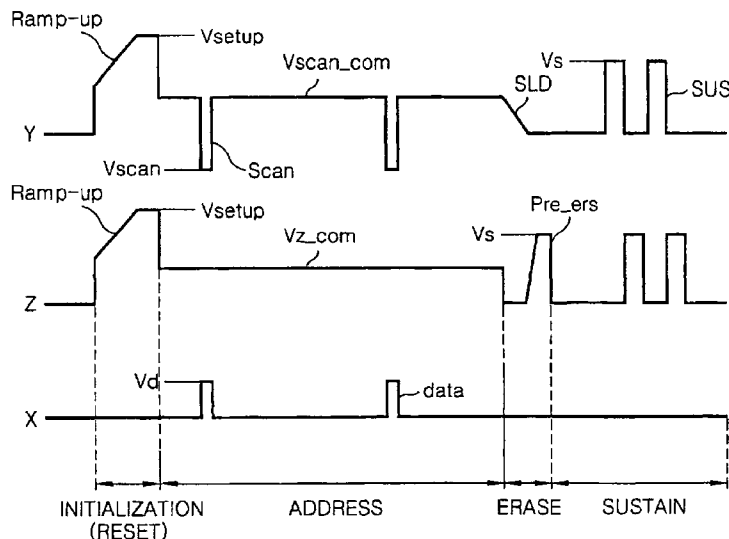 Ramp-up
Vsetup
Vscan_com
Vs
SLD
SUS
Y
Vscan
Scan
Ramp-up
Vsetup
Pre_ers
Vz_com
Vs
Z
Vd
data
X
INITIALIZATION
(RESET)
ADDRESS
ERASE
SUSTAIN